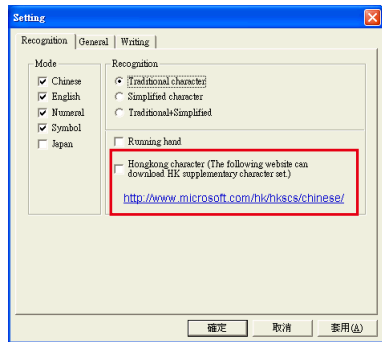 Setting
Recognition General Writing
Mode
Chinese
English
Numeral
Symbol
Japan
Recognition
Traditional character
Simplified character
Traditional+Simplified
Running hand
Hongkong character (The following website can
download HK supplementary character set.)
http://www.microsoft.com/hk/hkscs/chinese/
確定 取消 套用(A)